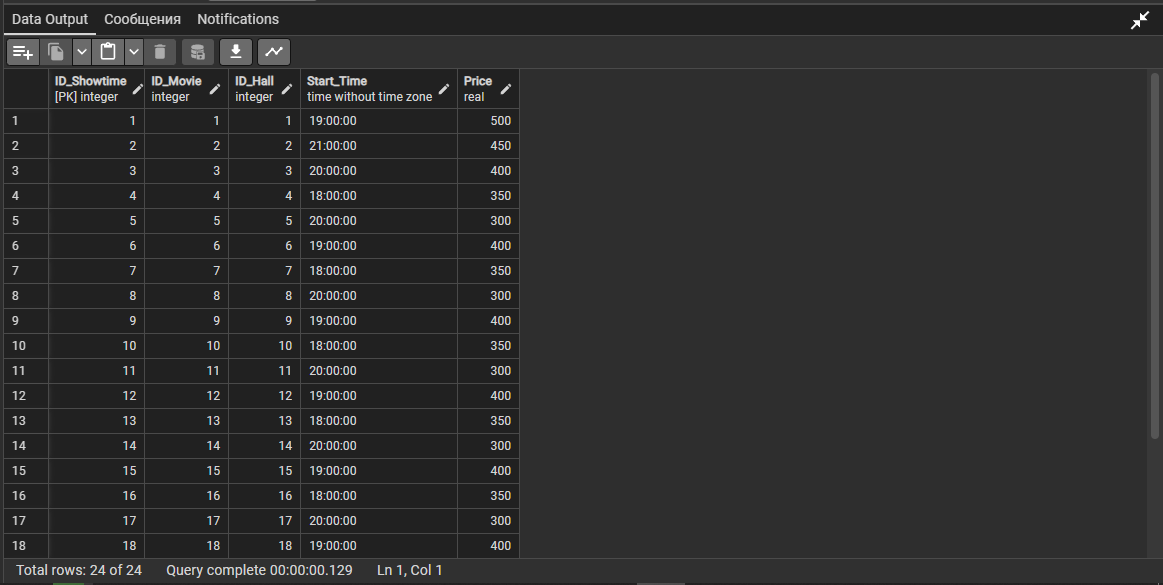 Data Output Сообщения Notifications
ID_Showtime ID_Movie ID_Hall Start_Time Price
[PK] integer integer integer time without time zone real
1 1 1 1 19:00:00 500
2 2 2 2 21:00:00 450
3 3 3 3 20:00:00 400
4 4 4 4 18:00:00 350
5 5 5 5 20:00:00 300
6 6 6 6 19:00:00 400
7 7 7 7 18:00:00 350
8 8 8 8 20:00:00 300
9 9 9 9 19:00:00 400
10 10 10 10 18:00:00 350
11 11 11 11 20:00:00 300
12 12 12 12 19:00:00 400
13 13 13 13 18:00:00 350
14 14 14 14 20:00:00 300
15 15 15 15 19:00:00 400
16 16 16 16 18:00:00 350
17 17 17 17 20:00:00 300
18 18 18 18 19:00:00 400
Total rows: 24 of 24 Query complete 00:00:00.129 Ln 1, Col 1